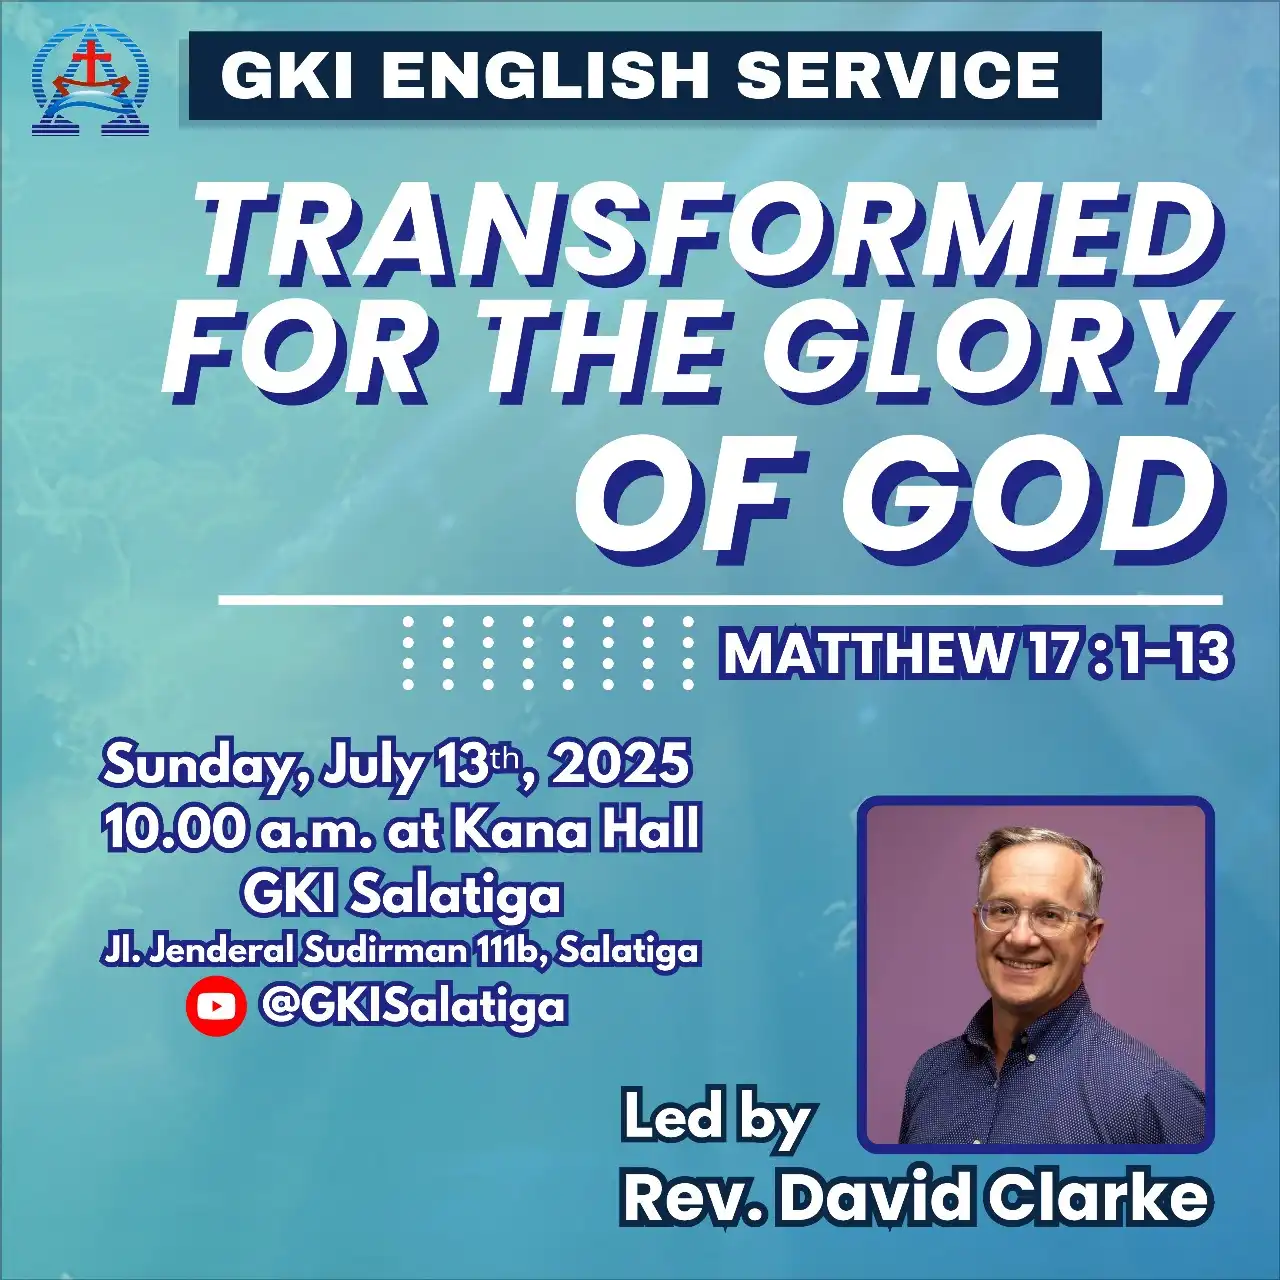 GKI ENGLISH SERVICE
TRANSFORMED
FOR THE GLORY
OF GOD
MATTHEW 17 : 1-13
Sunday, July 13th, 2025
10.00 a.m. at Kana Hall
GKI Salatiga
Jl. Jenderal Sudirman 111b, Salatiga
@GKISalatiga
Led by
Rev. David Clarke